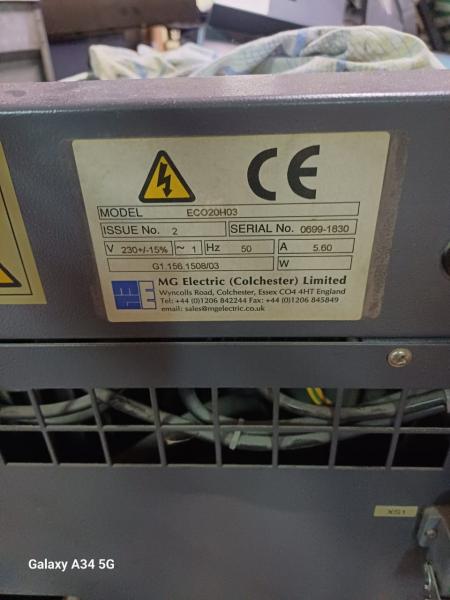 CE
MODEL ECO20H03
ISSUE No. 2 SERIAL No. 0699-1830
V 230+/-15% ~ 1 Hz 50 A 5.60
G1.156.1508/03 W
MG Electric (Colchester) Limited
Wyncolls Road, Colchester, Essex CO4 4HT England
Tel: +44 (0)1206 842244 Fax: +44 (0)1206 845849
email: sales@mgelectric.co.uk
XS1
Galaxy A34 5G